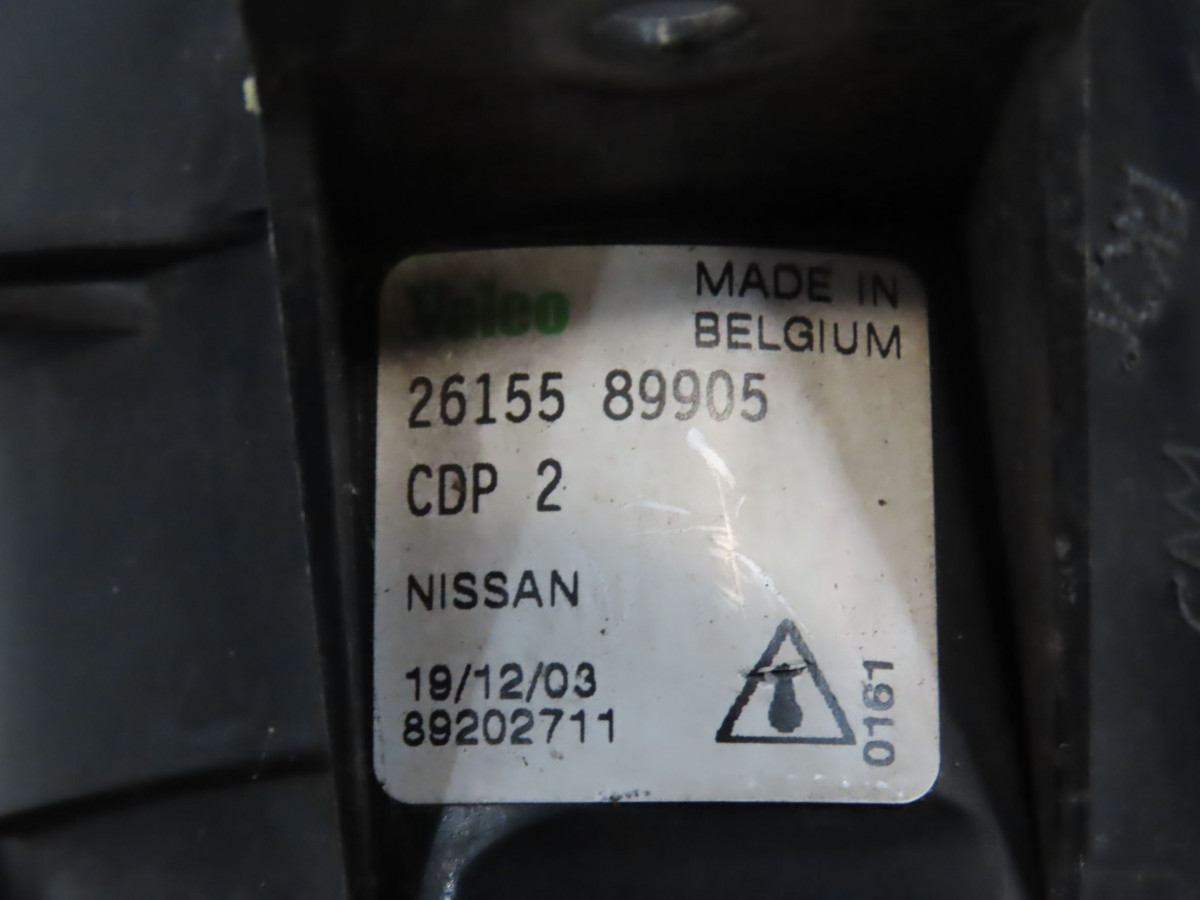 Valeo
MADE IN
BELGIUM
26155 89905
CDP 2
NISSAN
19/12/03
89202711
0161